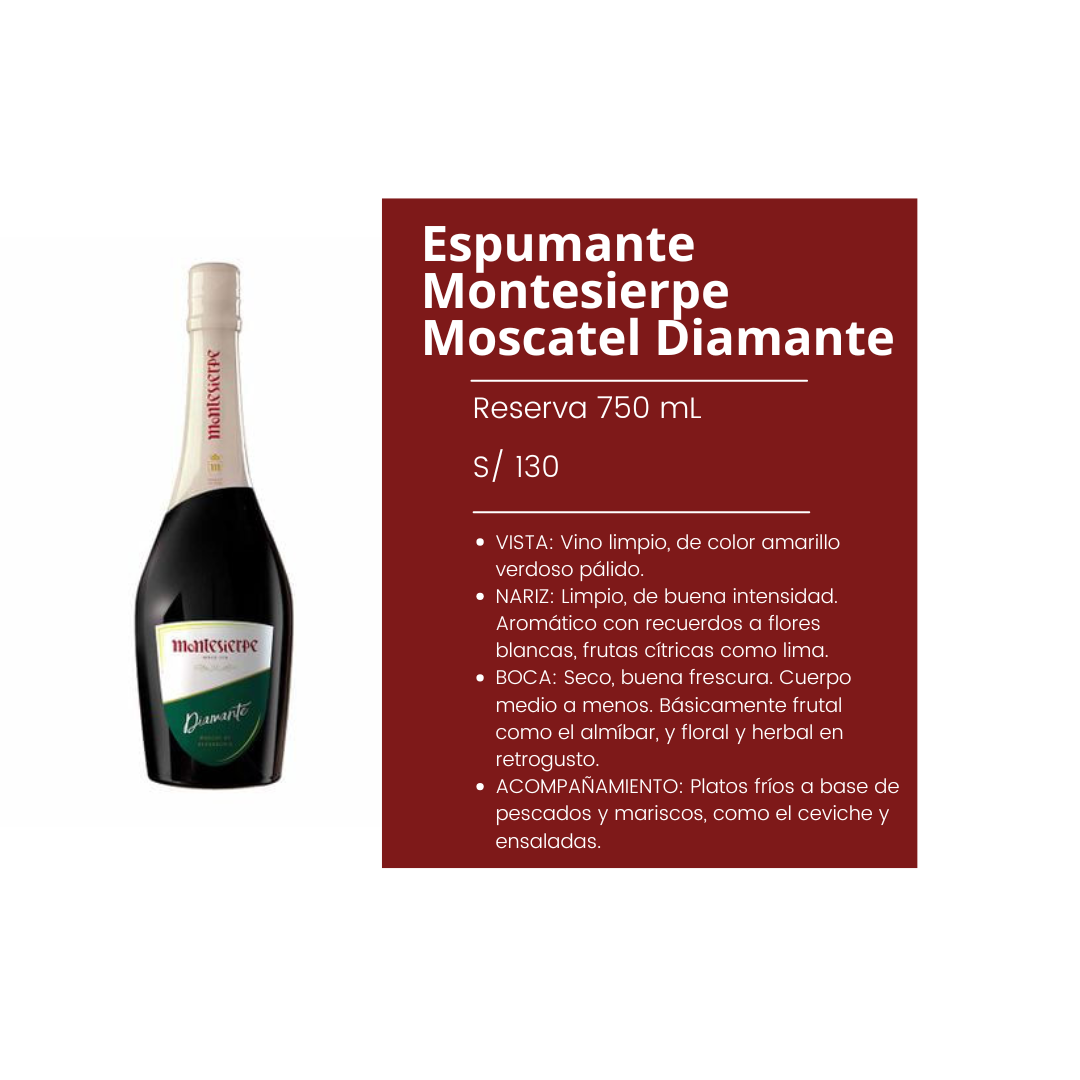 Espumante
Montesierpe
Moscatel Diamante
Reserva 750 mL
S/ 130
• VISTA: Vino limpio, de color amarillo
verdoso pálido.
• NARIZ: Limpio, de buena intensidad.
Aromático con recuerdos a flores
blancas, frutas cítricas como lima.
• BOCA: Seco, buena frescura. Cuerpo
medio a menos. Básicamente frutal
como el almíbar, y floral y herbal en
retrogusto.
• ACOMPAÑAMIENTO: Platos fríos a base de
pescados y mariscos, como el ceviche y
ensaladas.
montesierpe
montesierpe
Diamante